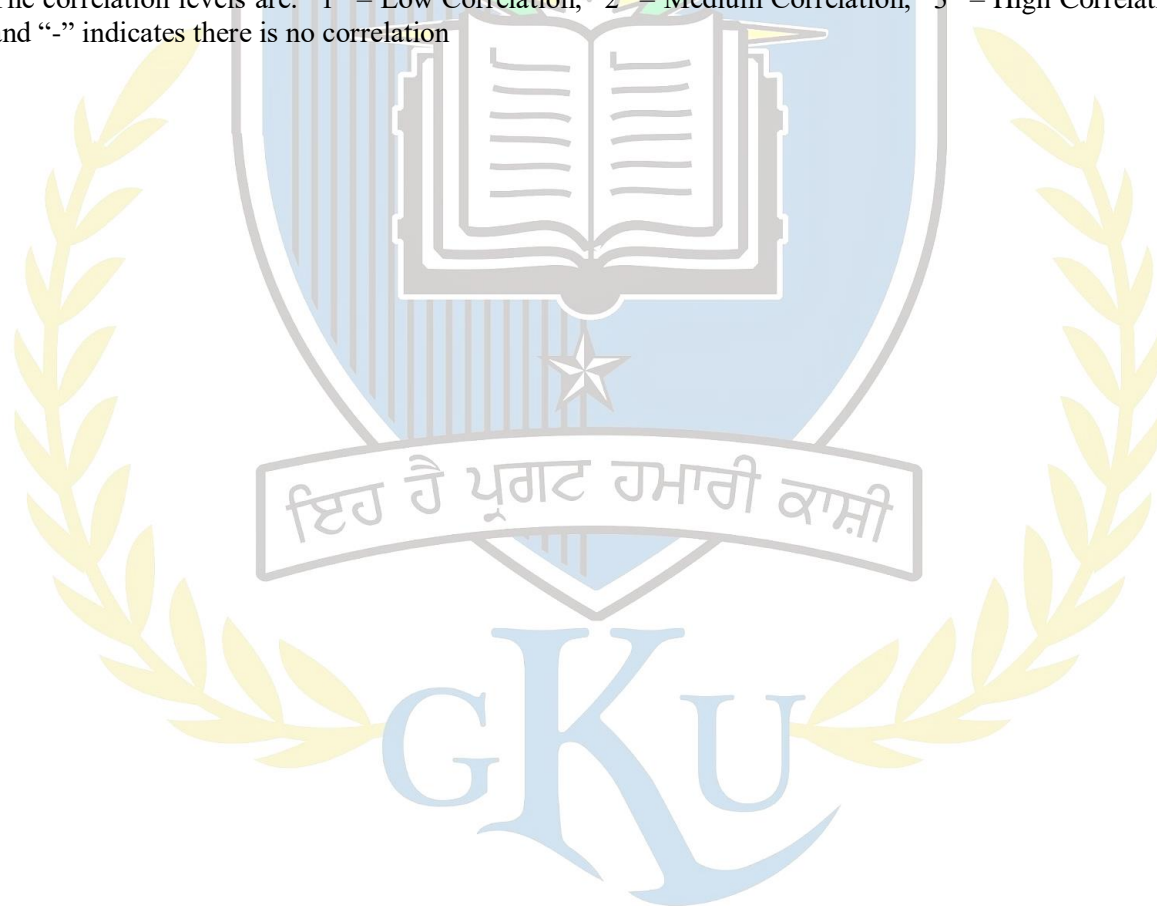 The correlation levels are: "1" – Low Correlation, "2" – Medium Correlation, "3" – High Correlati
and “-” indicates there is no correlation
ਇਹ ਹੈ ਪ੍ਰਗਟ ਹਮਾਰੀ ਕਾਸ਼ੀ
GKU